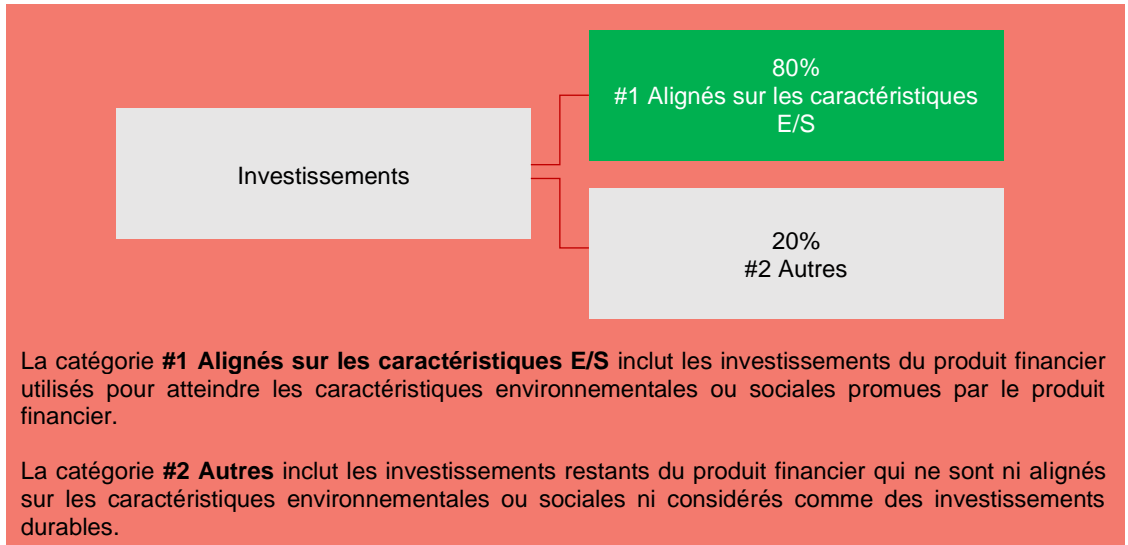 80%
#1 Alignés sur les caractéristiques
E/S
Investissements
20%
#2 Autres
La catégorie #1 Alignés sur les caractéristiques E/S inclut les investissements du produit financier
utilisés pour atteindre les caractéristiques environnementales ou sociales promues par le produit
financier.
La catégorie #2 Autres inclut les investissements restants du produit financier qui ne sont ni alignés
sur les caractéristiques environnementales ou sociales ni considérés comme des investissements
durables.